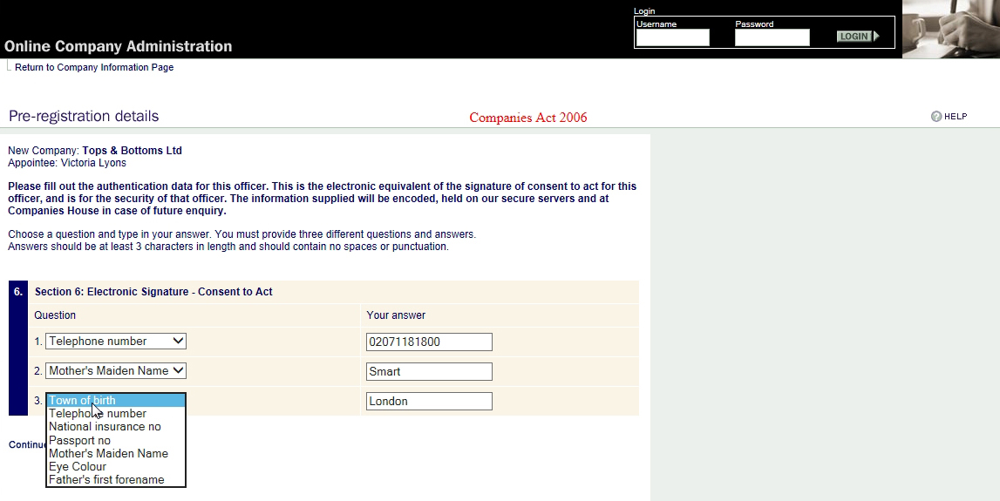 Login
Username Password
LOGIN
Online Company Administration
Return to Company Information Page
Pre-registration details
Companies Act 2006
HELP
New Company: Tops & Bottoms Ltd
Appointee: Victoria Lyons
Please fill out the authentication data for this officer. This is the electronic equivalent of the signature of consent to act for this
officer, and is for the security of that officer. The information supplied will be encoded, held on our secure servers and at
Companies House in case of future enquiry.
Choose a question and type in your answer. You must provide three different questions and answers.
Answers should be at least 3 characters in length and should contain no spaces or punctuation.
6. Section 6: Electronic Signature - Consent to Act
Question Your answer
1. Telephone number 02071181800
2. Mother's Maiden Name Smart
3. Town of birth London
Telephone number
National insurance no
Passport no
Mother's Maiden Name
Eye Colour
Father's first forename